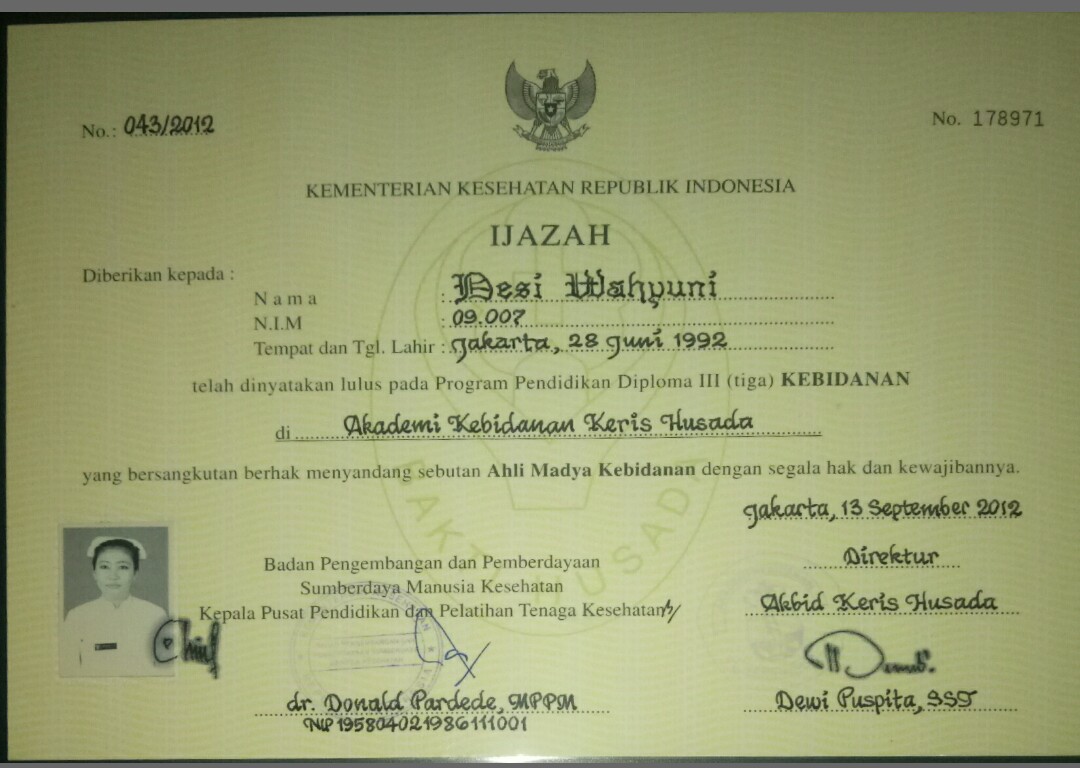 No.: 043/2012
No. 178971
KEMENTERIAN KESEHATAN REPUBLIK INDONESIA
IJAZAH
Diberikan kepada :
Nama : Desi Wahyuni
N.I.M : 09.007
Tempat dan Tgl. Lahir : Jakarta, 28 Juni 1992
telah dinyatakan lulus pada Program Pendidikan Diploma III (tiga) KEBIDANAN
di Akademi Kebidanan Keris Husada
yang bersangkutan berhak menyandang sebutan Ahli Madya Kebidanan dengan segala hak dan kewajibannya.
BAKTI HUSADA
Jakarta, 13 September 2012
Badan Pengembangan dan Pemberdayaan
Sumberdaya Manusia Kesehatan
Kepala Pusat Pendidikan dan Pelatihan Tenaga Kesehatan
dr. Donald Pardede, MPPM
NIP 195804021986111001
Direktur
Akbid Keris Husada
Dewi Puspita, SST